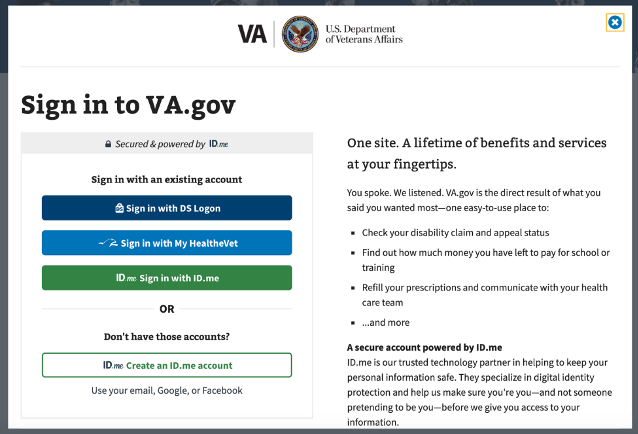 VA
U.S. Department
of Veterans Affairs
Sign in to VA.gov
Secured & powered by ID.me
Sign in with an existing account
Sign in with DS Logon
Sign in with My HealtheVet
ID.me Sign in with ID.me
OR
Don't have those accounts?
ID.me Create an ID.me account
Use your email, Google, or Facebook
One site. A lifetime of benefits and services
at your fingertips.
You spoke. We listened. VA.gov is the direct result of what you
said you wanted most—one easy-to-use place to:
Check your disability claim and appeal status
Find out how much money you have left to pay for school or
training
Refill your prescriptions and communicate with your health
care team
...and more
A secure account powered by ID.me
ID.me is our trusted technology partner in helping to keep your
personal information safe. They specialize in digital identity
protection and help us make sure you're you—and not someone
pretending to be you—before we give you access to your
information.